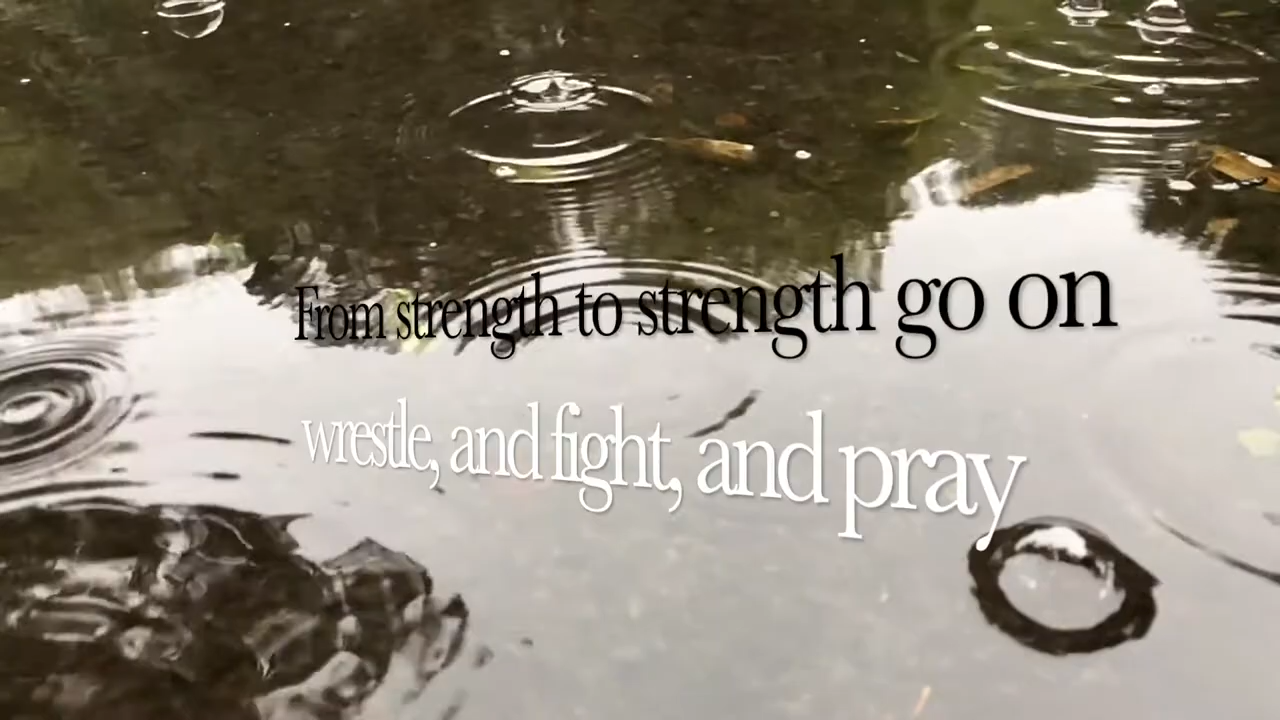 From strength to strength go on
wrestle, and fight, and pray